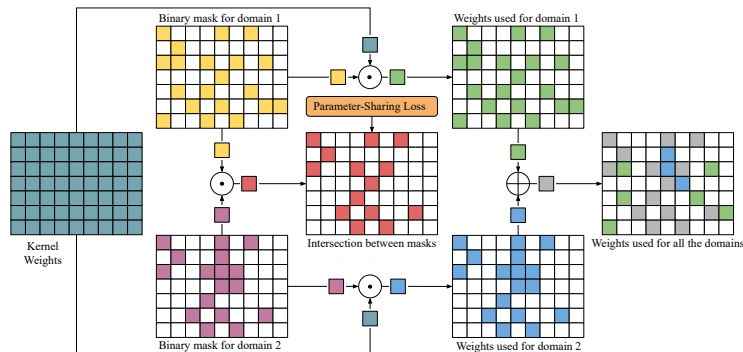 Binary mask for domain 1
Weights used for domain 1
Parameter-Sharing Loss
Kernel
Weights
Intersection between masks
Weights used for all the domains
Binary mask for domain 2
Weights used for domain 2